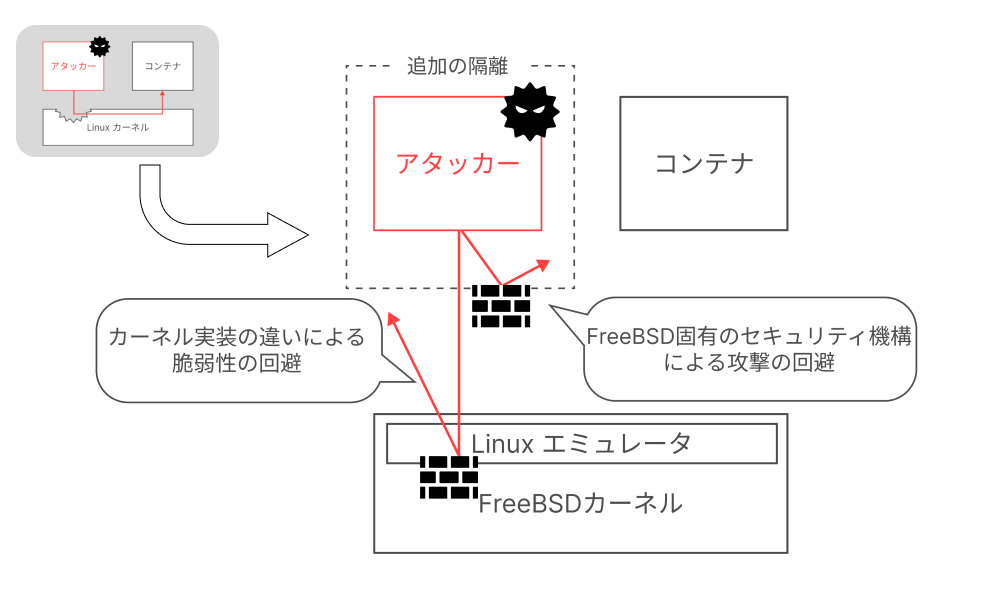 アタッカー
コンテナ
Linux カーネル
追加の隔離
アタッカー
コンテナ
カーネル実装の違いによる
脆弱性の回避
FreeBSD固有のセキュリティ機構
による攻撃の回避
Linux エミュレータ
FreeBSDカーネル